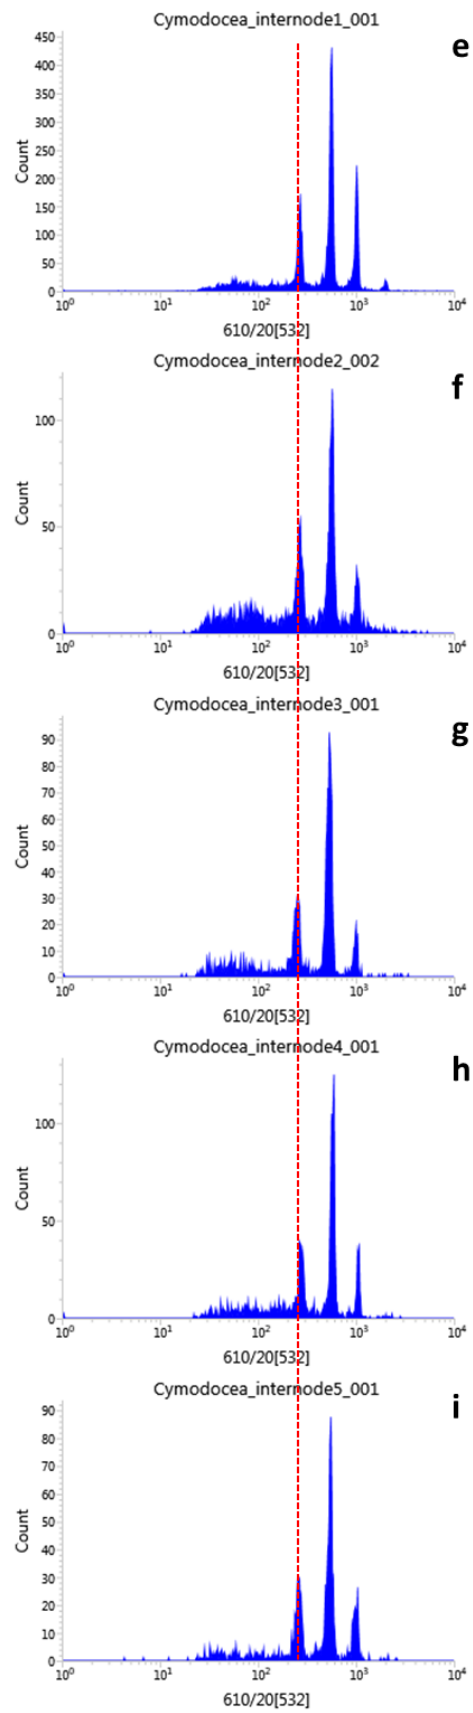 Cymodocea_internode1_001
e
450
400
350
300
250
200
150
100
50
0
Count
10⁰ 10¹ 10² 10³ 10⁴
610/20[532]
Cymodocea_internode2_002
f
100
50
0
Count
10⁰ 10¹ 10² 10³ 10⁴
610/20[532]
Cymodocea_internode3_001
g
90
80
70
60
50
40
30
20
10
0
Count
10⁰ 10¹ 10² 10³ 10⁴
610/20[532]
Cymodocea_internode4_001
h
100
50
0
Count
10⁰ 10¹ 10² 10³ 10⁴
610/20[532]
Cymodocea_internode5_001
i
90
80
70
60
50
40
30
20
10
0
Count
10⁰ 10¹ 10² 10³ 10⁴
610/20[532]